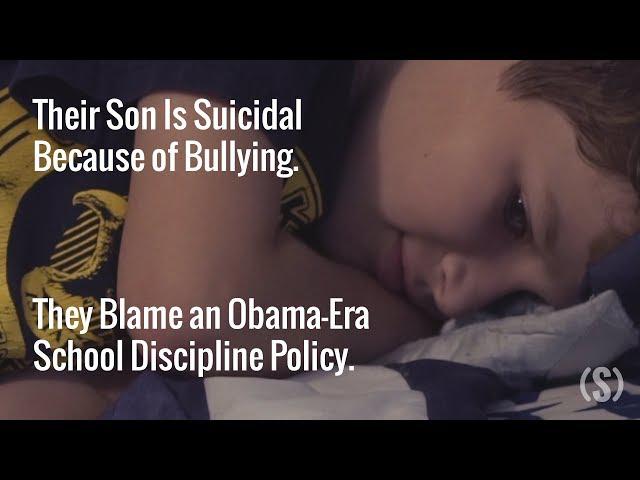 Their Son Is Suicidal
Because of Bullying.
They Blame an Obama-Era
School Discipline Policy.
(S)